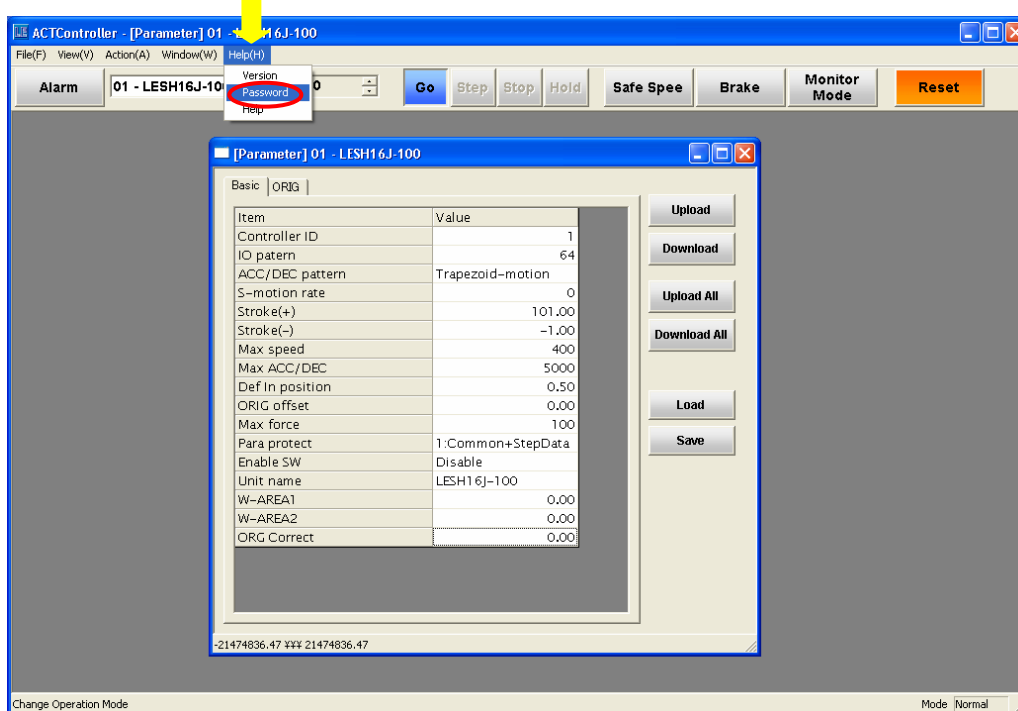 ACTController - [Parameter] 01 - 6J-100
File(F) View(V) Action(A) Window(W) Help(H)
Version
Password
Help
Alarm 01 - LESH16J-10 0 Go Step Stop Hold Safe Spee Brake Monitor Mode Reset
[Parameter] 01 - LESH16J-100
Basic ORIG
Item Value
Controller ID 1
IO patern 64
ACC/DEC pattern Trapezoid-motion
S-motion rate 0
Stroke(+) 101.00
Stroke(-) -1.00
Max speed 400
Max ACC/DEC 5000
Def In position 0.50
ORIG offset 0.00
Max force 100
Para protect 1:Common+StepData
Enable SW Disable
Unit name LESH16J-100
W-AREA1 0.00
W-AREA2 0.00
ORG Correct 0.00
Upload
Download
Upload All
Download All
Load
Save
-21474836.47 ¥¥¥ 21474836.47
Change Operation Mode Mode Normal